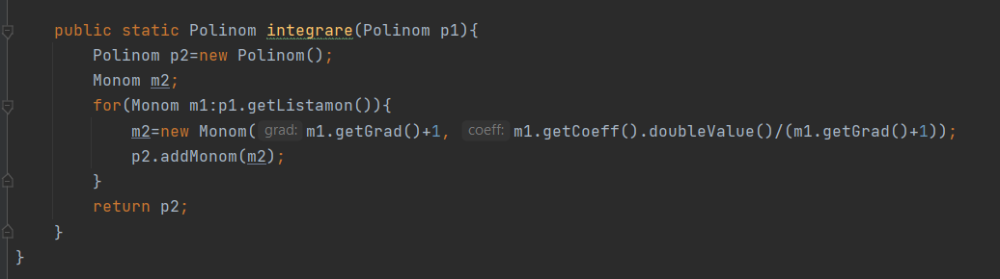 public static Polinom integrare(Polinom p1){
Polinom p2=new Polinom();
Monom m2;
for(Monom m1:p1.getListamon()){
m2=new Monom( grad: m1.getGrad()+1, coeff: m1.getCoeff().doubleValue()/(m1.getGrad()+1));
p2.addMonom(m2);
}
return p2;
}
}